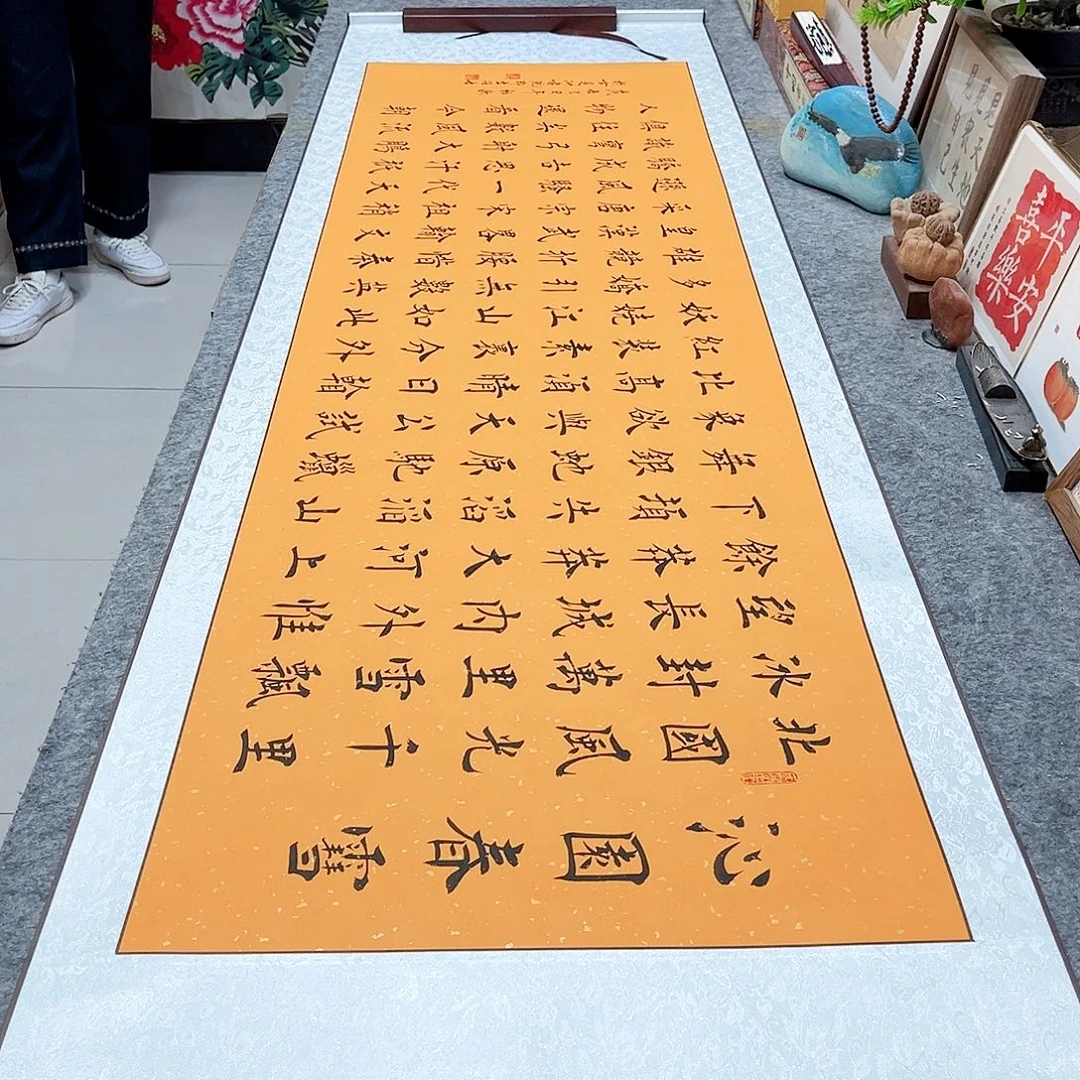 沁園春雪
北國風光千里
冰封萬里雪飄
望長城內外惟
餘莽莽大河上
下頓失滔滔山
舞銀蛇原馳蠟
象欲與天公試
比高須晴日看
紅裝素裹分外
妖嬈江山如此
多嬌引無數英
雄競折腰惜秦
皇漢武略輸文
采唐宗宋祖稍
遜風騷一代天
驕成吉思汗祇
識彎弓射大鵰
俱往矣數風流
人物還看今朝
平安
喜樂